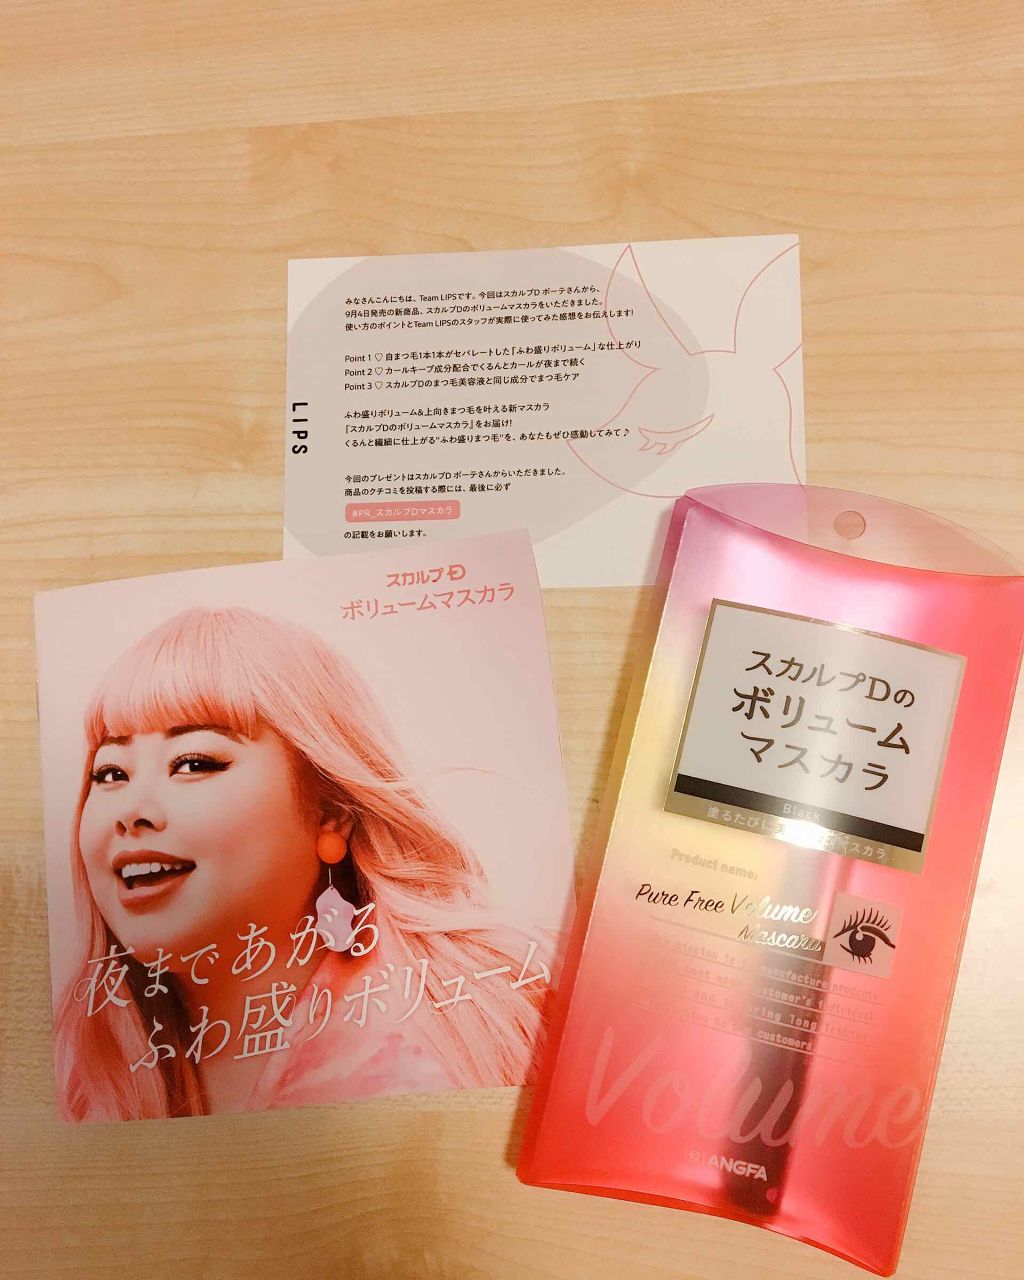 みなさんこんにちは、Team LIPSです。今回はスカルプD ボーテさんから、
9月4日発売の新商品、スカルプDのボリュームマスカラをいただきました。
使い方のポイントとTeam LIPSのスタッフが実際に使ってみた感想をお伝えします!
Point 1 ♡ 自まつ毛1本1本がセパレートした「ふわ盛りボリューム」な仕上がり
Point 2 ♡ カールキープ成分配合でくるんとカールが夜まで続く
Point 3 ♡ スカルプDのまつ毛美容液と同じ成分でまつ毛ケア
ふわ盛りボリューム&上向きまつ毛を叶える新マスカラ
『スカルプDのボリュームマスカラ』をお届け!
くるんと繊細に仕上がる"ふわ盛りまつ毛"を、あなたもぜひ感動してみて♪
今回のプレゼントはスカルプD ボーテさんからいただきました。
商品のクチコミを投稿する際には、最後に必ず
#PR_スカルプDマスカラ
の記載をお願いします。
LIPS
スカルプD
ボリュームマスカラ
夜まであがる
ふわ盛りボリューム
スカルプDの
ボリューム
マスカラ
Black
塗るたびに
マスカラ
Product name:
Pure Free Volume
Mascara
manufacture products
customer's
long
customers
Volume
ANGFA